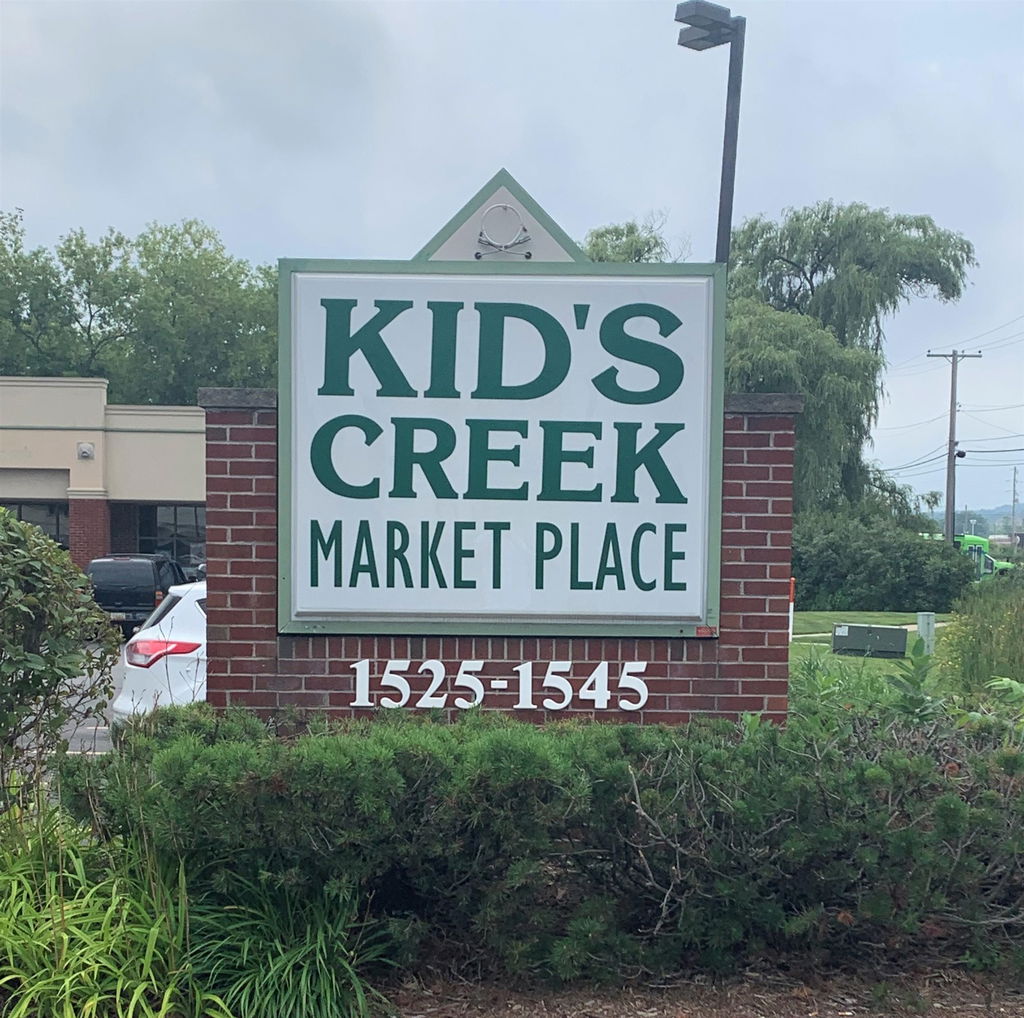 KID'S
CREEK
MARKET PLACE
1525-1545